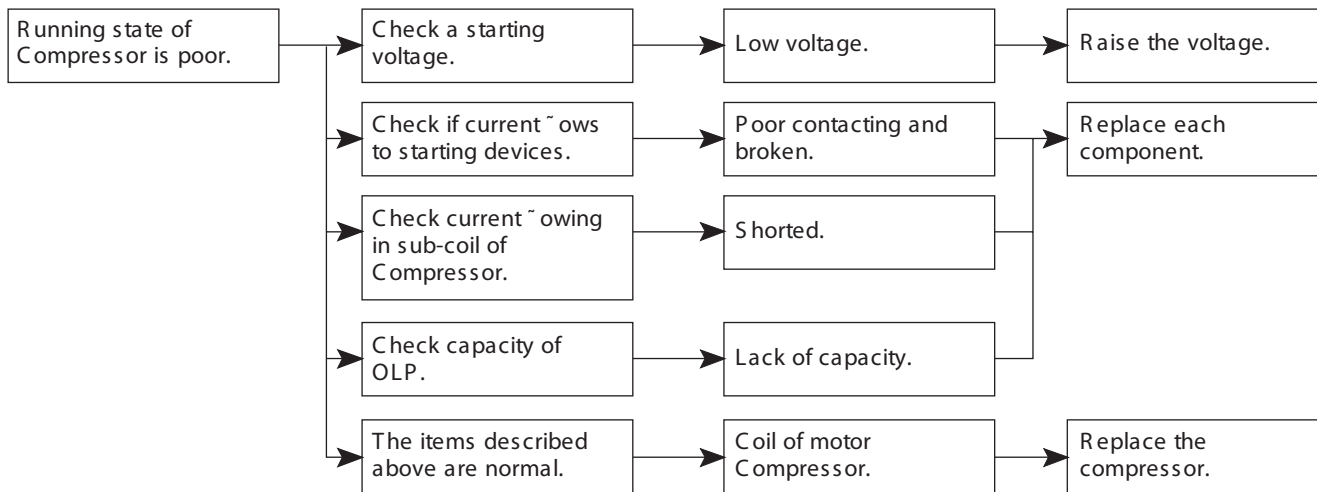 Running state of
Compressor is poor.
Check a starting
voltage.
Low voltage.
Raise the voltage.
Check if current ˜ows
to starting devices.
Poor contacting and
broken.
Replace each
component.
Check current ˜owing
in sub-coil of
Compressor.
Shorted.
Check capacity of
OLP.
Lack of capacity.
The items described
above are normal.
Coil of motor
Compressor.
Replace the
compressor.